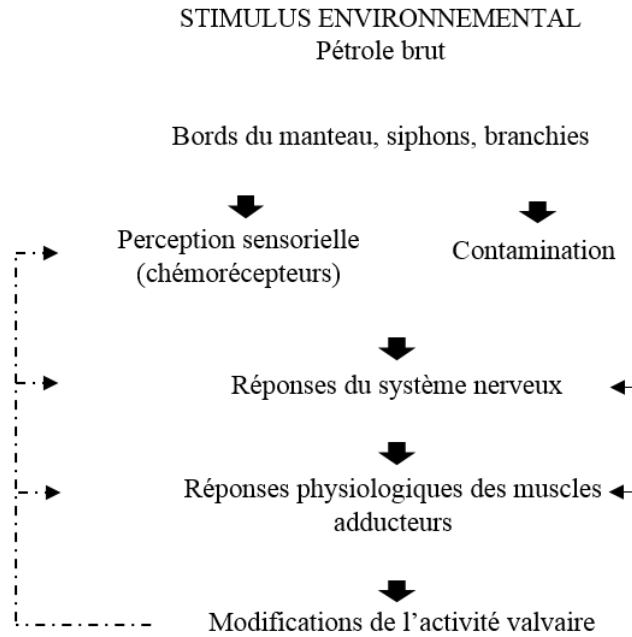 STIMULUS ENVIRONNEMENTAL
Pétrole brut
Bords du manteau, siphons, branchies
Perception sensorielle
(chémorécepteurs)
Contamination
Réponses du système nerveux
Réponses physiologiques des muscles
adducteurs
Modifications de l’activité valvaire